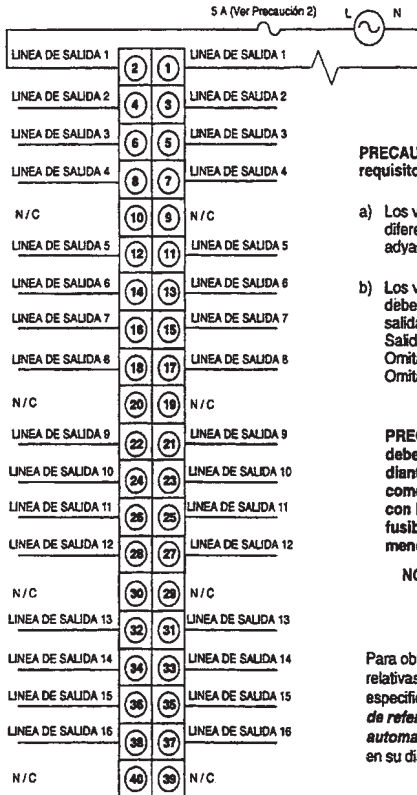 5 A (Ver Precaución 2) L N
LINEA DE SALIDA 1 2 1 LINEA DE SALIDA 1
LINEA DE SALIDA 2 4 3 LINEA DE SALIDA 2
LINEA DE SALIDA 3 6 5 LINEA DE SALIDA 3
LINEA DE SALIDA 4 8 7 LINEA DE SALIDA 4
N/C 10 9 N/C
LINEA DE SALIDA 5 12 11 LINEA DE SALIDA 5
LINEA DE SALIDA 6 14 13 LINEA DE SALIDA 6
LINEA DE SALIDA 7 16 15 LINEA DE SALIDA 7
LINEA DE SALIDA 8 18 17 LINEA DE SALIDA 8
N/C 20 19 N/C
LINEA DE SALIDA 9 22 21 LINEA DE SALIDA 9
LINEA DE SALIDA 10 24 23 LINEA DE SALIDA 10
LINEA DE SALIDA 11 26 25 LINEA DE SALIDA 11
LINEA DE SALIDA 12 28 27 LINEA DE SALIDA 12
N/C 30 29 N/C
LINEA DE SALIDA 13 32 31 LINEA DE SALIDA 13
LINEA DE SALIDA 14 34 33 LINEA DE SALIDA 14
LINEA DE SALIDA 15 36 35 LINEA DE SALIDA 15
LINEA DE SALIDA 16 38 37 LINEA DE SALIDA 16
N/C 40 39 N/C
PRECAU
requisito
a) Los v
difere
adya
b) Los v
debe
salida
Salid
Omit
Omit
PREC
debe
diant
come
con l
fusib
meno
NO
Para ob
relativas
especifi
de refer
automa
en su di